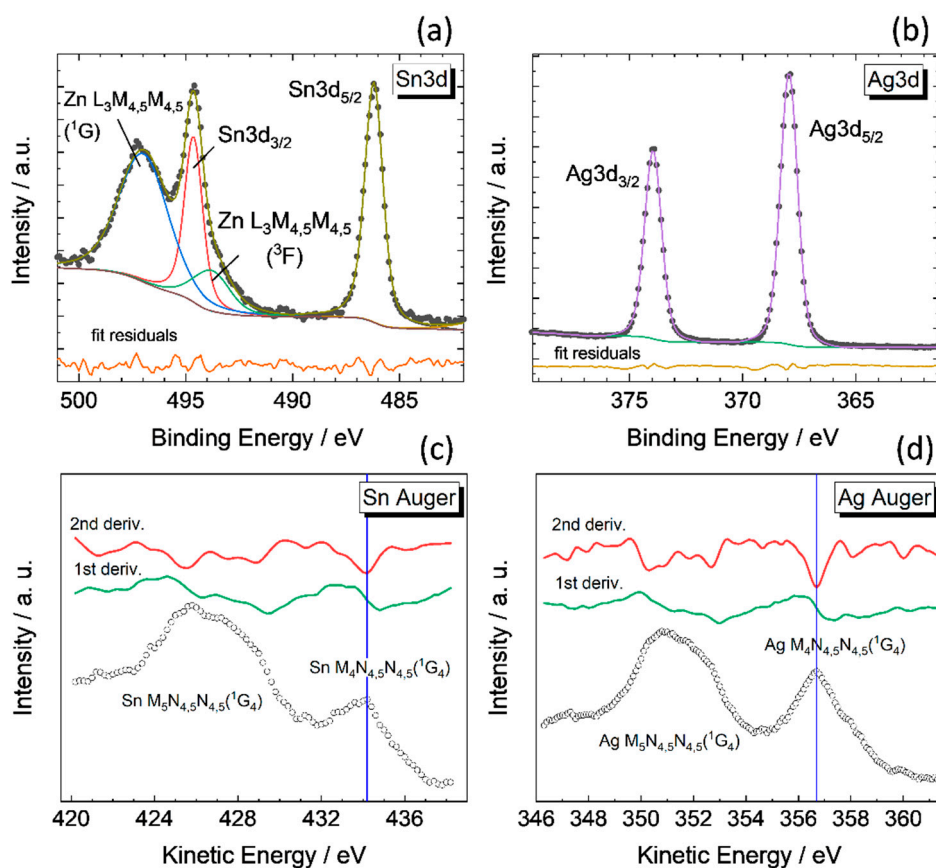 (a)
Sn3d
Zn L₃M₄,₅M₄,₅
(¹G)
Sn3d₃/₂
Sn3d₅/₂
Zn L₃M₄,₅M₄,₅
(³F)
fit residuals
Intensity / a.u.
500 495 490 485
Binding Energy / eV
(b)
Ag3d
Ag3d₃/₂
Ag3d₅/₂
fit residuals
Intensity / a.u.
375 370 365
Binding Energy / eV
(c)
Sn Auger
2nd deriv.
1st deriv.
Sn M₅N₄,₅N₄,₅(¹G₄)
Sn M₄N₄,₅N₄,₅(¹G₄)
Intensity / a. u.
420 424 428 432 436
Kinetic Energy / eV
(d)
Ag Auger
2nd deriv.
1st deriv.
Ag M₄N₄,₅N₄,₅(¹G₄)
Ag M₅N₄,₅N₄,₅(¹G₄)
Intensity / a. u.
346 348 350 352 354 356 358 360
Kinetic Energy / eV